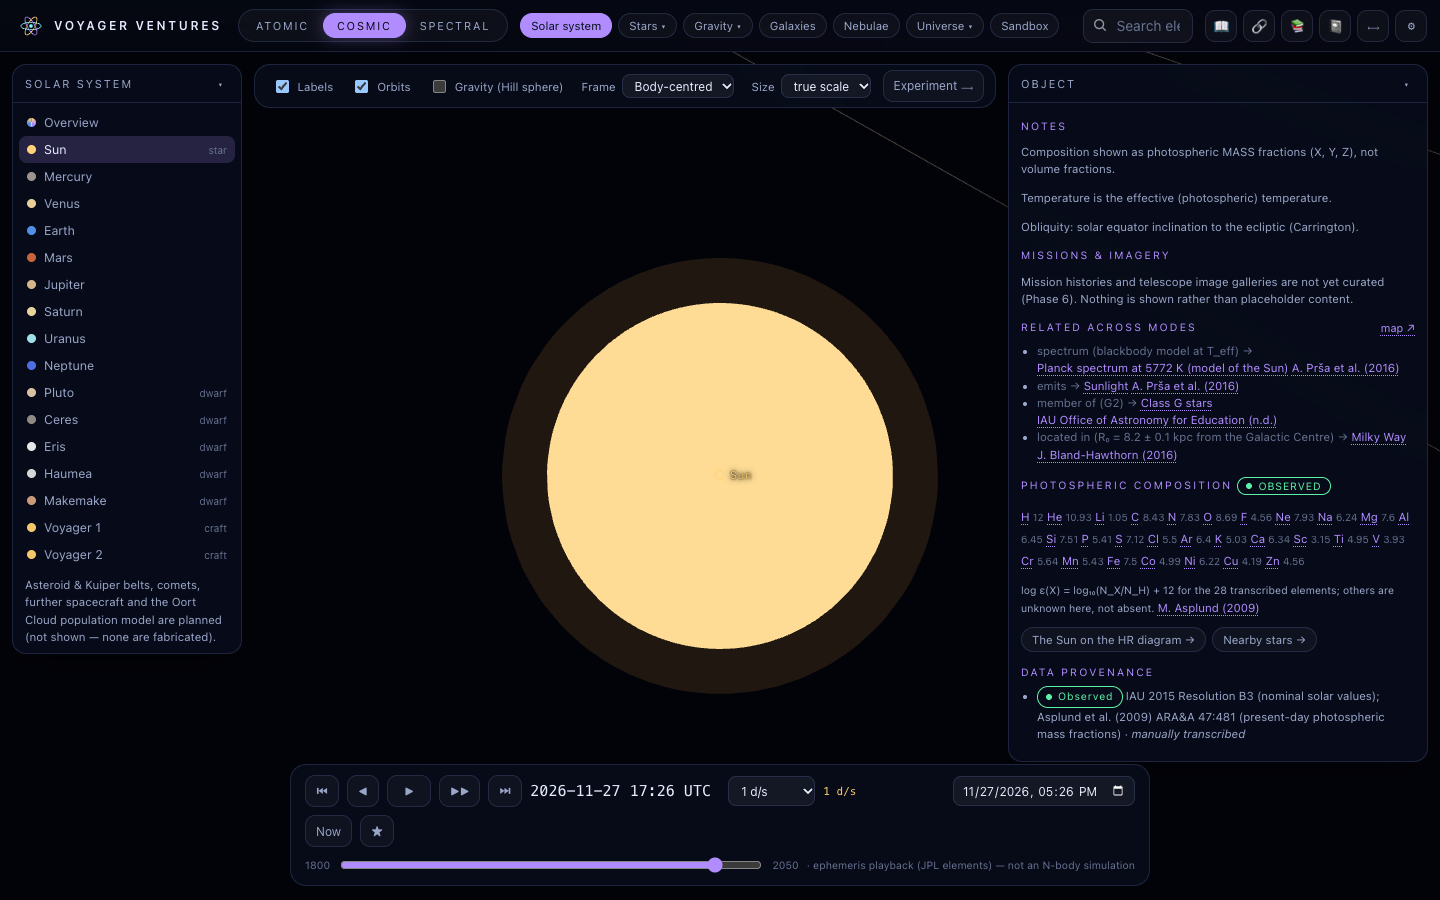 VOYAGER VENTURES
ATOMIC COSMIC SPECTRAL
Solar system Stars Gravity Galaxies Nebulae Universe Sandbox
SOLAR SYSTEM
Overview
Sun star
Mercury
Venus
Earth
Mars
Jupiter
Saturn
Uranus
Neptune
Pluto dwarf
Ceres dwarf
Eris dwarf
Haumea dwarf
Makemake dwarf
Voyager 1 craft
Voyager 2 craft
Asteroid & Kuiper belts, comets,
further spacecraft and the Oort
Cloud population model are planned
(not shown — none are fabricated).
Labels Orbits Gravity (Hill sphere) Frame Body-centred Size true scale Experiment
Sun
OBJECT
NOTES
Composition shown as photospheric MASS fractions (X, Y, Z), not
volume fractions.
Temperature is the effective (photospheric) temperature.
Obliquity: solar equator inclination to the ecliptic (Carrington).
MISSIONS & IMAGERY
Mission histories and telescope image galleries are not yet curated
(Phase 6). Nothing is shown rather than placeholder content.
RELATED ACROSS MODES map ↗
spectrum (blackbody model at T_eff) →
Planck spectrum at 5772 K (model of the Sun) A. Prša et al. (2016)
emits → Sunlight A. Prša et al. (2016)
member of (G2) → Class G stars
IAU Office of Astronomy for Education (n.d.)
located in (R₀ = 8.2 ± 0.1 kpc from the Galactic Centre) → Milky Way
J. Bland-Hawthorn (2016)
PHOTOSPHERIC COMPOSITION OBSERVED
H 12 He 10.93 Li 1.05 C 8.43 N 7.83 O 8.69 F 4.56 Ne 7.93 Na 6.24 Mg 7.6 Al
6.45 Si 7.51 P 5.41 S 7.12 Cl 5.5 Ar 6.4 K 5.03 Ca 6.34 Sc 3.15 Ti 4.95 V 3.93
Cr 5.64 Mn 5.43 Fe 7.5 Co 4.99 Ni 6.22 Cu 4.19 Zn 4.56
log ε(X) = log₁₀(N_X/N_H) + 12 for the 28 transcribed elements; others are
unknown here, not absent. M. Asplund (2009)
The Sun on the HR diagram → Nearby stars →
DATA PROVENANCE
Observed IAU 2015 Resolution B3 (nominal solar values);
Asplund et al. (2009) ARA&A 47:481 (present-day photospheric
mass fractions) · manually transcribed
2026-11-27 17:26 UTC 1 d/s 1 d/s 11/27/2026, 05:26 PM
Now
1800 2050 · ephemeris playback (JPL elements) — not an N-body simulation